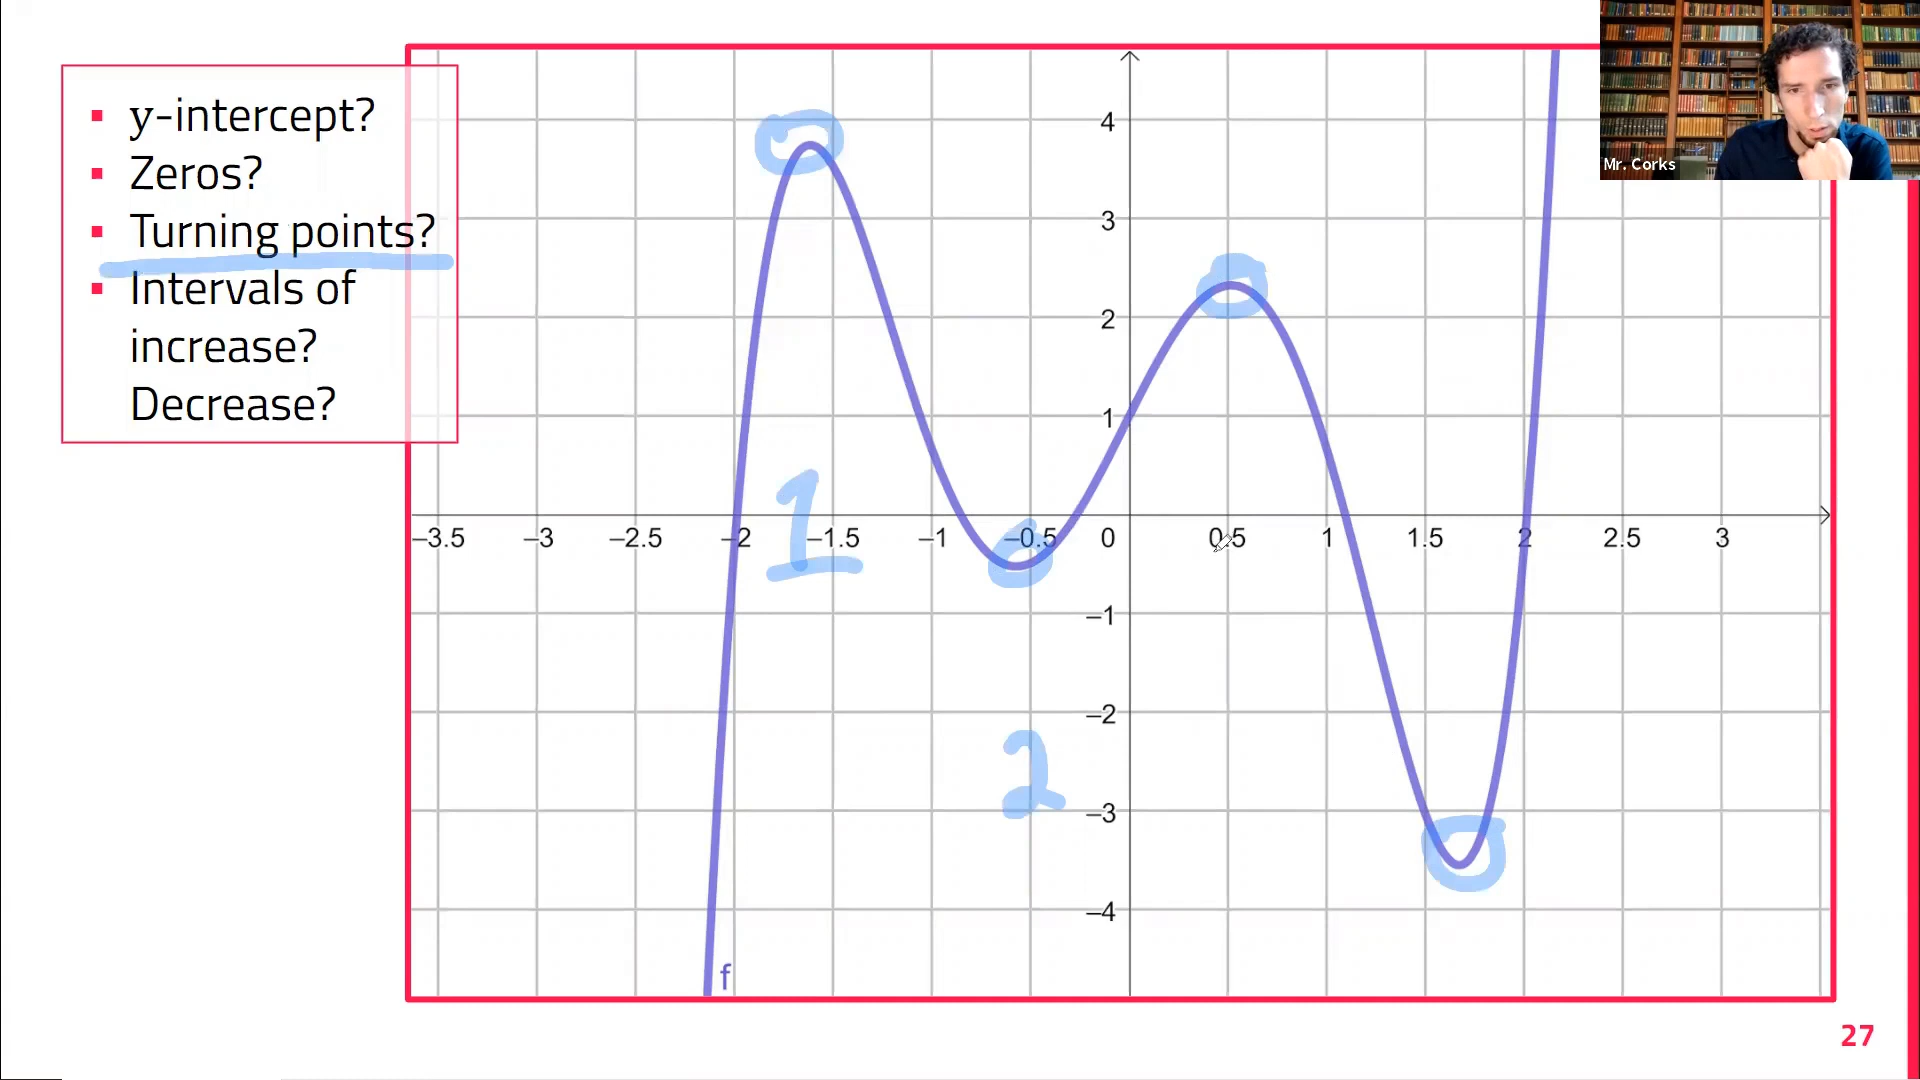 y-intercept?
Zeros?
Turning points?
Intervals of
increase?
Decrease?
Mr. Corks
4
3
2
1
1
–3.5 –3 –2.5 –2 –1.5 –1 –0.5 0 0.5 1 1.5 2 2.5 3
–1
–2
2
–3
–4
f
27